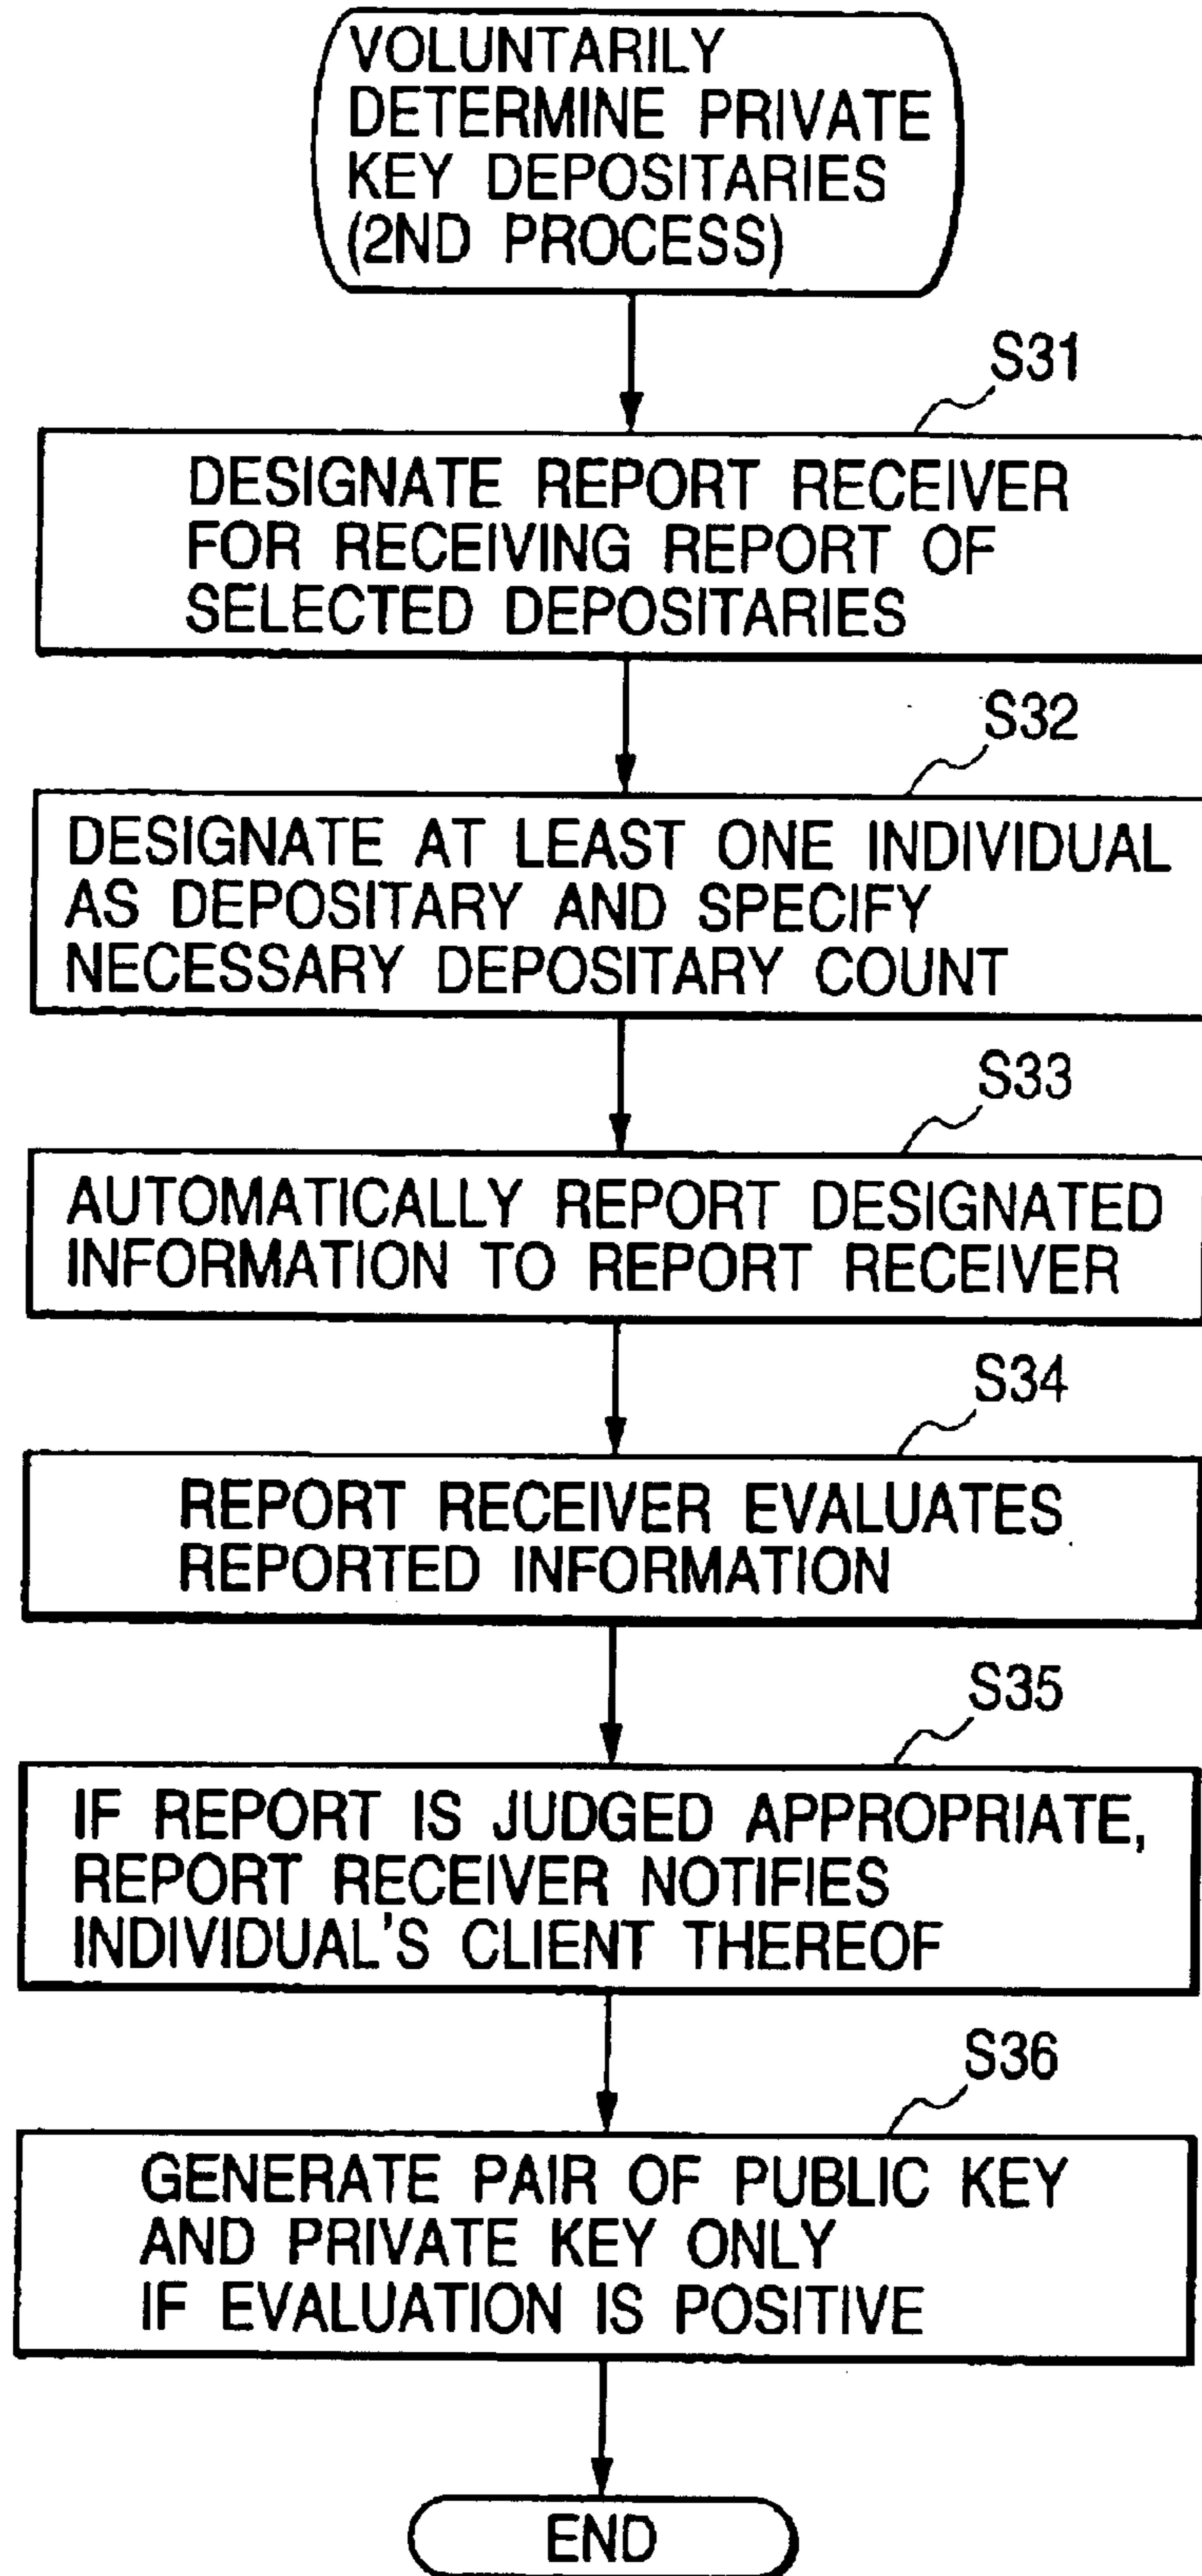 VOLUNTARILY
DETERMINE PRIVATE
KEY DEPOSITARIES
(2ND PROCESS)
S31
DESIGNATE REPORT RECEIVER
FOR RECEIVING REPORT OF
SELECTED DEPOSITARIES
S32
DESIGNATE AT LEAST ONE INDIVIDUAL
AS DEPOSITARY AND SPECIFY
NECESSARY DEPOSITARY COUNT
S33
AUTOMATICALLY REPORT DESIGNATED
INFORMATION TO REPORT RECEIVER
S34
REPORT RECEIVER EVALUATES
REPORTED INFORMATION
S35
IF REPORT IS JUDGED APPROPRIATE,
REPORT RECEIVER NOTIFIES
INDIVIDUAL'S CLIENT THEREOF
S36
GENERATE PAIR OF PUBLIC KEY
AND PRIVATE KEY ONLY
IF EVALUATION IS POSITIVE
END